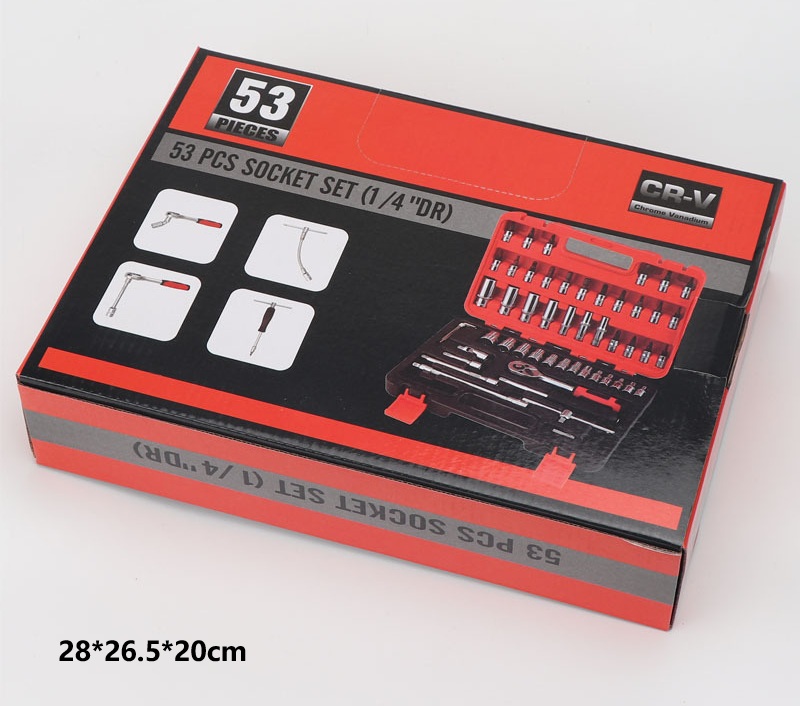 53
PIECES
53 PCS SOCKET SET (1/4"DR)
CR-V
Chrome Vanadium
53 PCS SOCKET SET (1/4"DR)
28*26.5*20cm